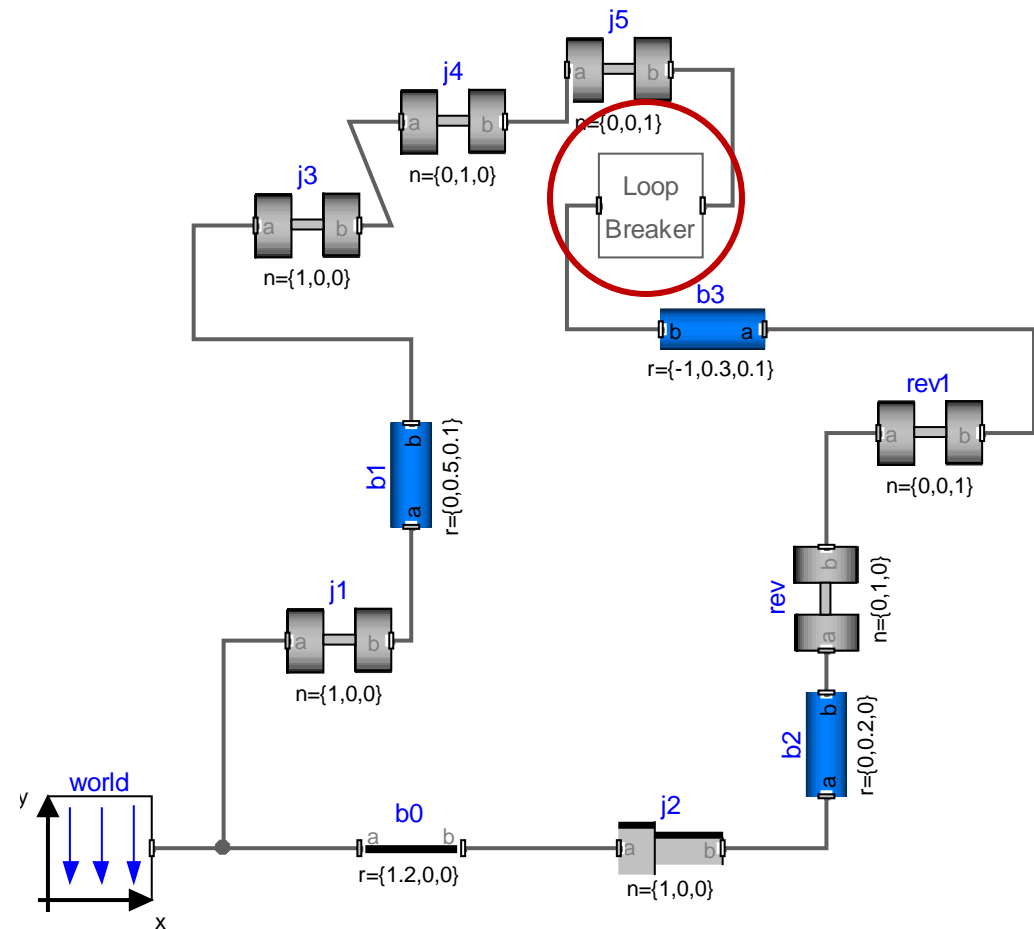 j5
a
b
n={0,0,1}
j4
a
b
n={0,1,0}
Loop
Breaker
j3
a
b
n={1,0,0}
b3
b
a
r={-1,0.3,0.1}
rev1
a
b
n={0,0,1}
b1
b
a
r={0,0.5,0.1}
rev
b
a
n={0,1,0}
j1
a
b
n={1,0,0}
b2
b
a
r={0,0.2,0}
world
y
x
b0
a
b
r={1.2,0,0}
j2
a
b
n={1,0,0}